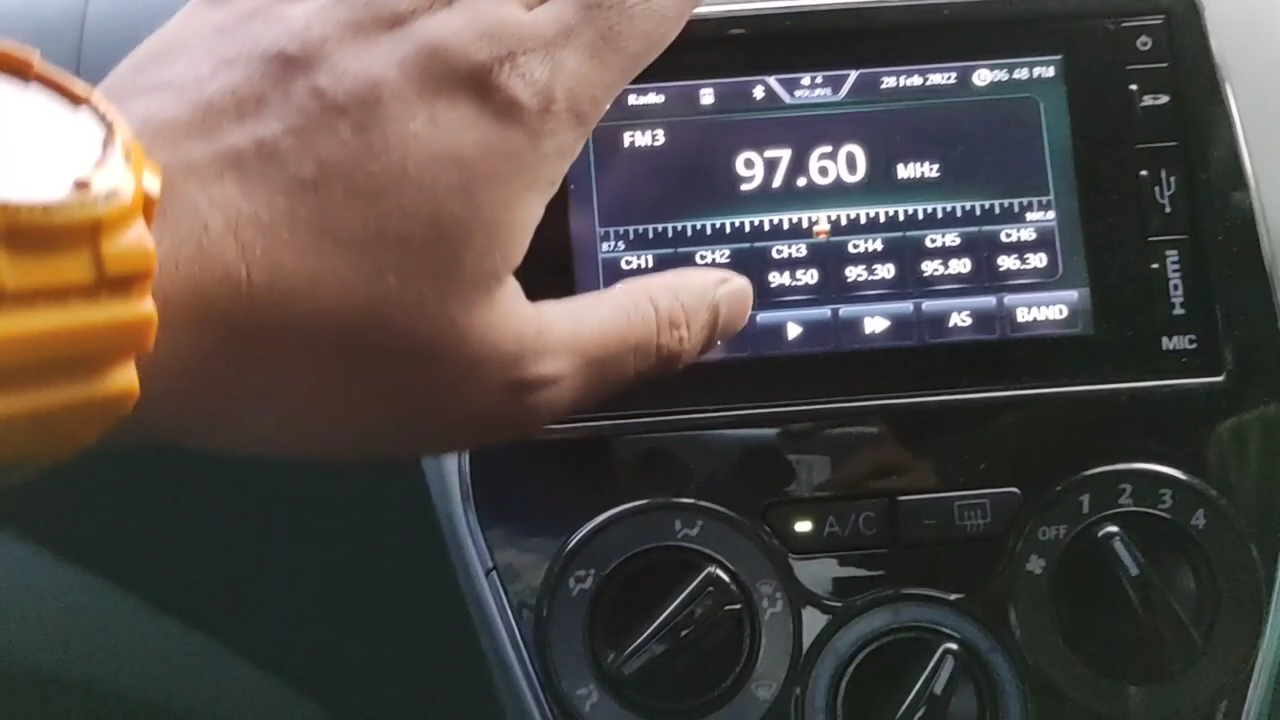 Radio
4
VOLUME
28 Feb 2022
06 48 PM
FM3
97.60 MHz
87.5
108.0
CH1 CH2 CH3 CH4 CH5 CH6
94.50 95.30 95.80 96.30
AS BAND
HDMI
MIC
A/C
OFF 1 2 3 4